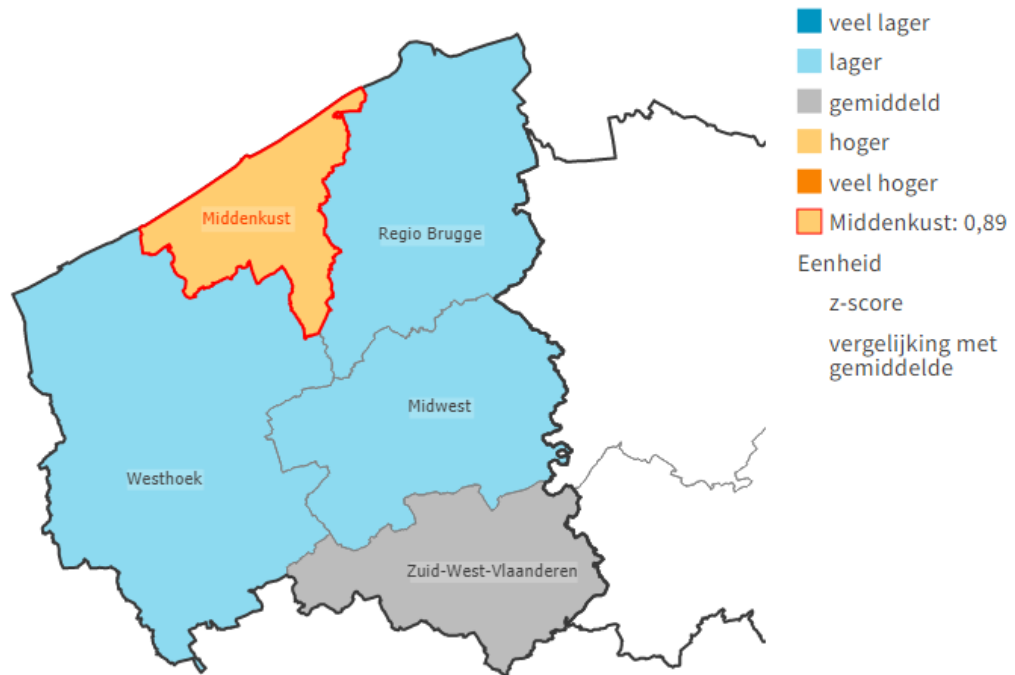 veel lager
lager
gemiddeld
hoger
veel hoger
Middenkust: 0,89
Eenheid
z-score
vergelijking met
gemiddelde
Middenkust
Regio Brugge
Midwest
Westhoek
Zuid-West-Vlaanderen